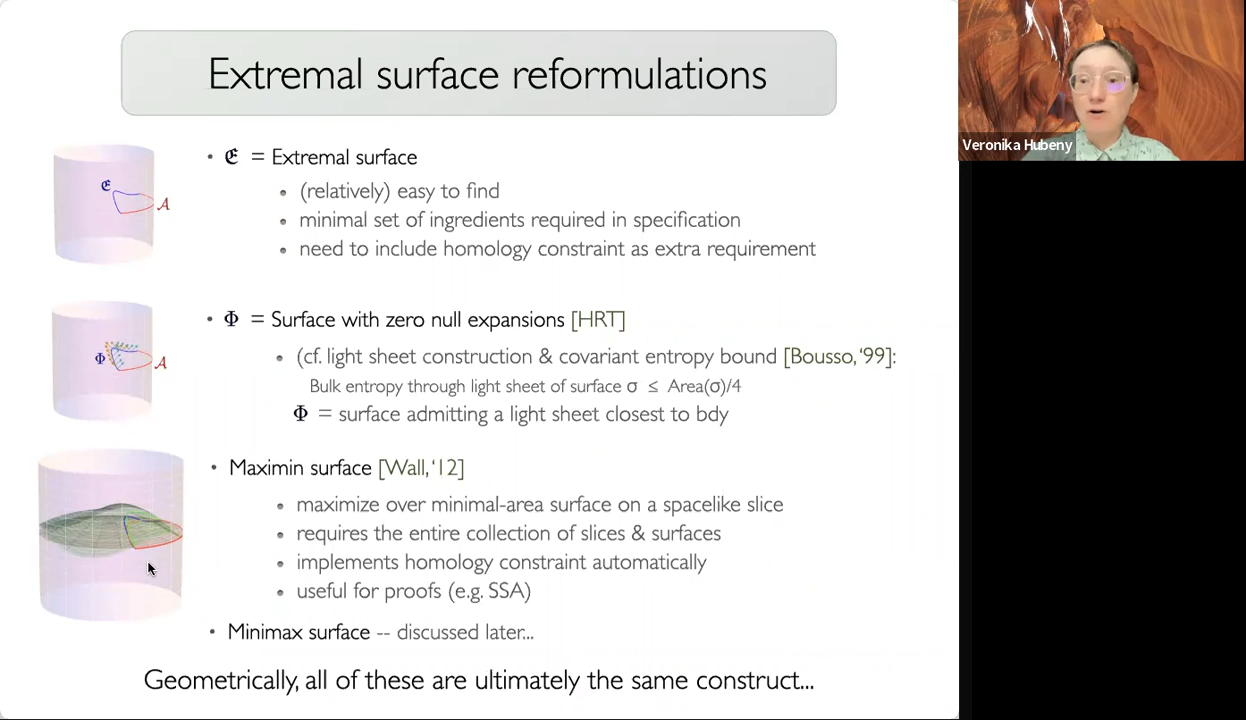 Extremal surface reformulations
Veronika Hubeny
𝕰
𝒜
• 𝕰 = Extremal surface
• (relatively) easy to find
• minimal set of ingredients required in specification
• need to include homology constraint as extra requirement
Φ
𝒜
• Φ = Surface with zero null expansions [HRT]
• (cf. light sheet construction & covariant entropy bound [Bousso,‘99]:
Bulk entropy through light sheet of surface σ ≤ Area(σ)/4
Φ = surface admitting a light sheet closest to bdy
• Maximin surface [Wall,‘12]
• maximize over minimal-area surface on a spacelike slice
• requires the entire collection of slices & surfaces
• implements homology constraint automatically
• useful for proofs (e.g. SSA)
• Minimax surface -- discussed later...
Geometrically, all of these are ultimately the same construct...